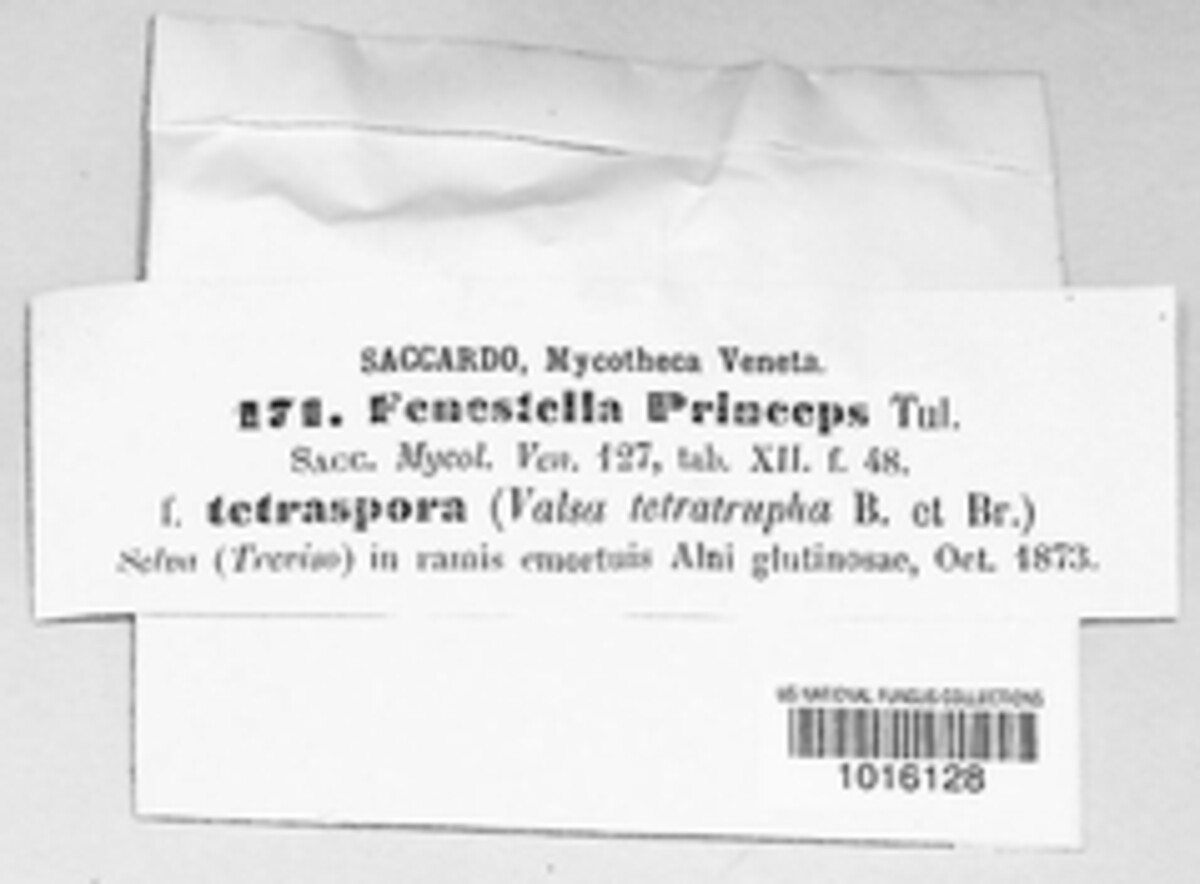 SACCARDO, Mycotheca Veneta.
171. Fenestella Princeps Tul.
SACC. Mycol. Ven. 127, tab. XII. f. 48.
f. tetraspora (Valsa tetratrupha B. et Br.)
Selva (Treviso) in ramis emortuis Alni glutinosae, Oct. 1873.
US NATIONAL FUNGUS COLLECTIONS
1016128